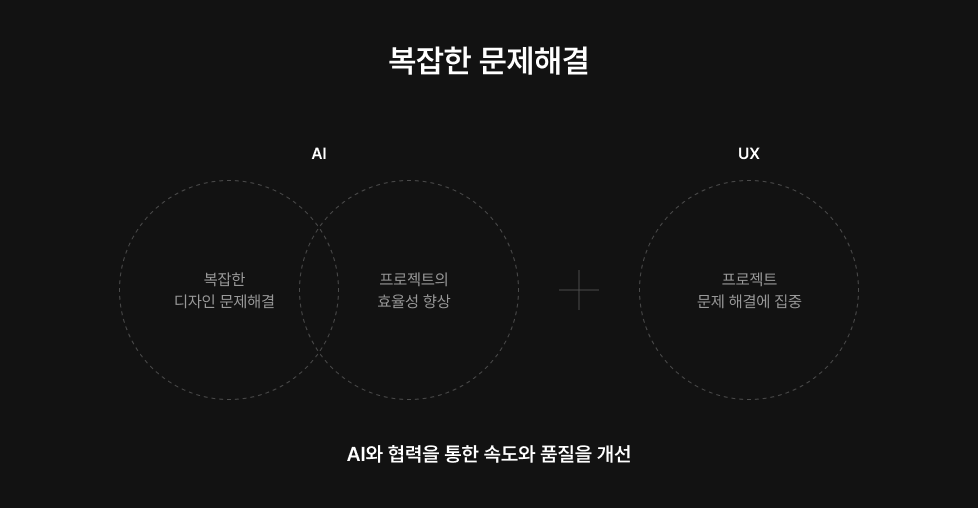 복잡한 문제해결
AI
UX
복잡한
디자인 문제해결
프로젝트의
효율성 향상
프로젝트
문제 해결에 집중
AI와 협력을 통한 속도와 품질을 개선